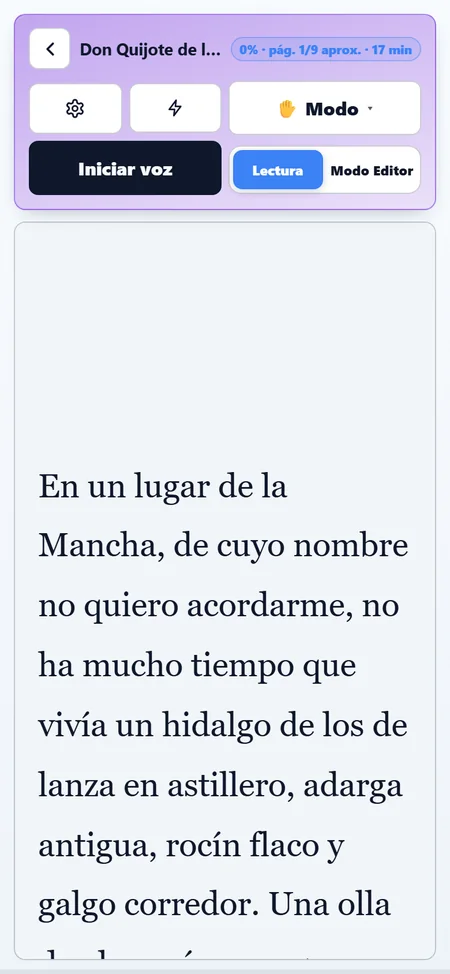 Don Quijote de l...
0% · pág. 1/9 aprox. · 17 min
Modo
Iniciar voz
Lectura
Modo Editor
En un lugar de la
Mancha, de cuyo nombre
no quiero acordarme, no
ha mucho tiempo que
vivía un hidalgo de los de
lanza en astillero, adarga
antigua, rocín flaco y
galgo corredor. Una olla